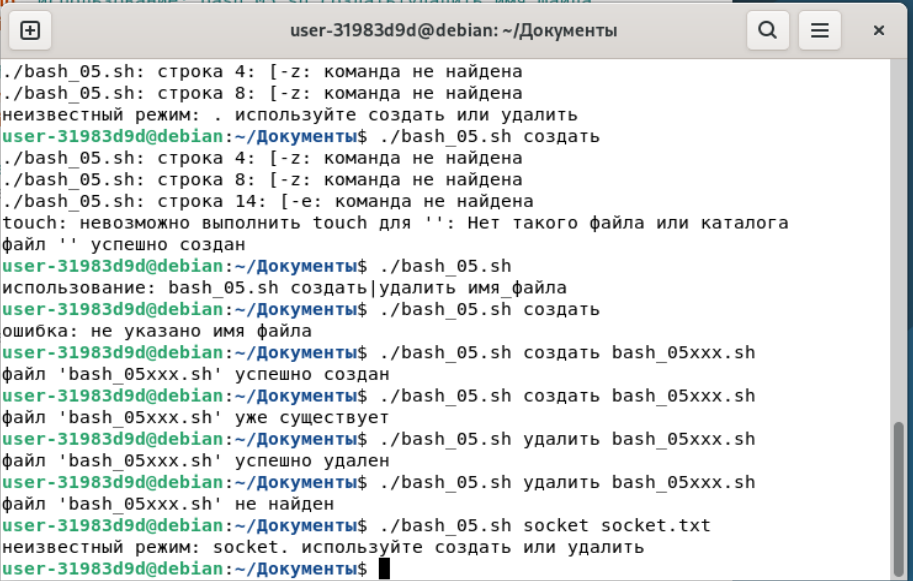 user-31983d9d@debian: ~/Документы
./bash_05.sh: строка 4: [-z: команда не найдена
./bash_05.sh: строка 8: [-z: команда не найдена
неизвестный режим: . используйте создать или удалить
user-31983d9d@debian:~/Документы$ ./bash_05.sh создать
./bash_05.sh: строка 4: [-z: команда не найдена
./bash_05.sh: строка 8: [-z: команда не найдена
./bash_05.sh: строка 14: [-e: команда не найдена
touch: невозможно выполнить touch для '': Нет такого файла или каталога
файл '' успешно создан
user-31983d9d@debian:~/Документы$ ./bash_05.sh
использование: bash_05.sh создать|удалить имя_файла
user-31983d9d@debian:~/Документы$ ./bash_05.sh создать
ошибка: не указано имя файла
user-31983d9d@debian:~/Документы$ ./bash_05.sh создать bash_05xxx.sh
файл 'bash_05xxx.sh' успешно создан
user-31983d9d@debian:~/Документы$ ./bash_05.sh создать bash_05xxx.sh
файл 'bash_05xxx.sh' уже существует
user-31983d9d@debian:~/Документы$ ./bash_05.sh удалить bash_05xxx.sh
файл 'bash_05xxx.sh' успешно удален
user-31983d9d@debian:~/Документы$ ./bash_05.sh удалить bash_05xxx.sh
файл 'bash_05xxx.sh' не найден
user-31983d9d@debian:~/Документы$ ./bash_05.sh socket socket.txt
неизвестный режим: socket. используйте создать или удалить
user-31983d9d@debian:~/Документы$